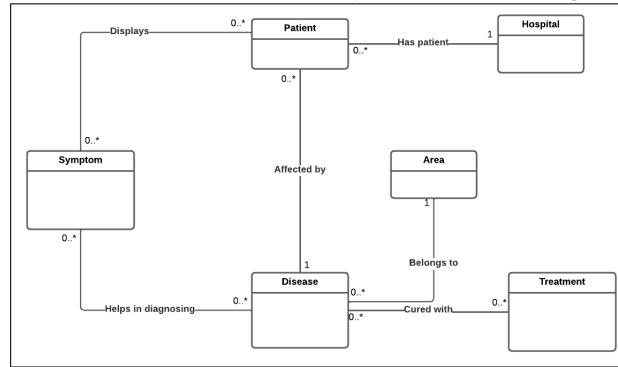 Displays
0..*
Patient
Hospital
1
Has patient
0..*
0..*
0..*
Symptom
Affected by
Area
1
0..*
Belongs to
1
Disease
Treatment
0..*
0..*
Helps in diagnosing
0..*
Cured with
0..*